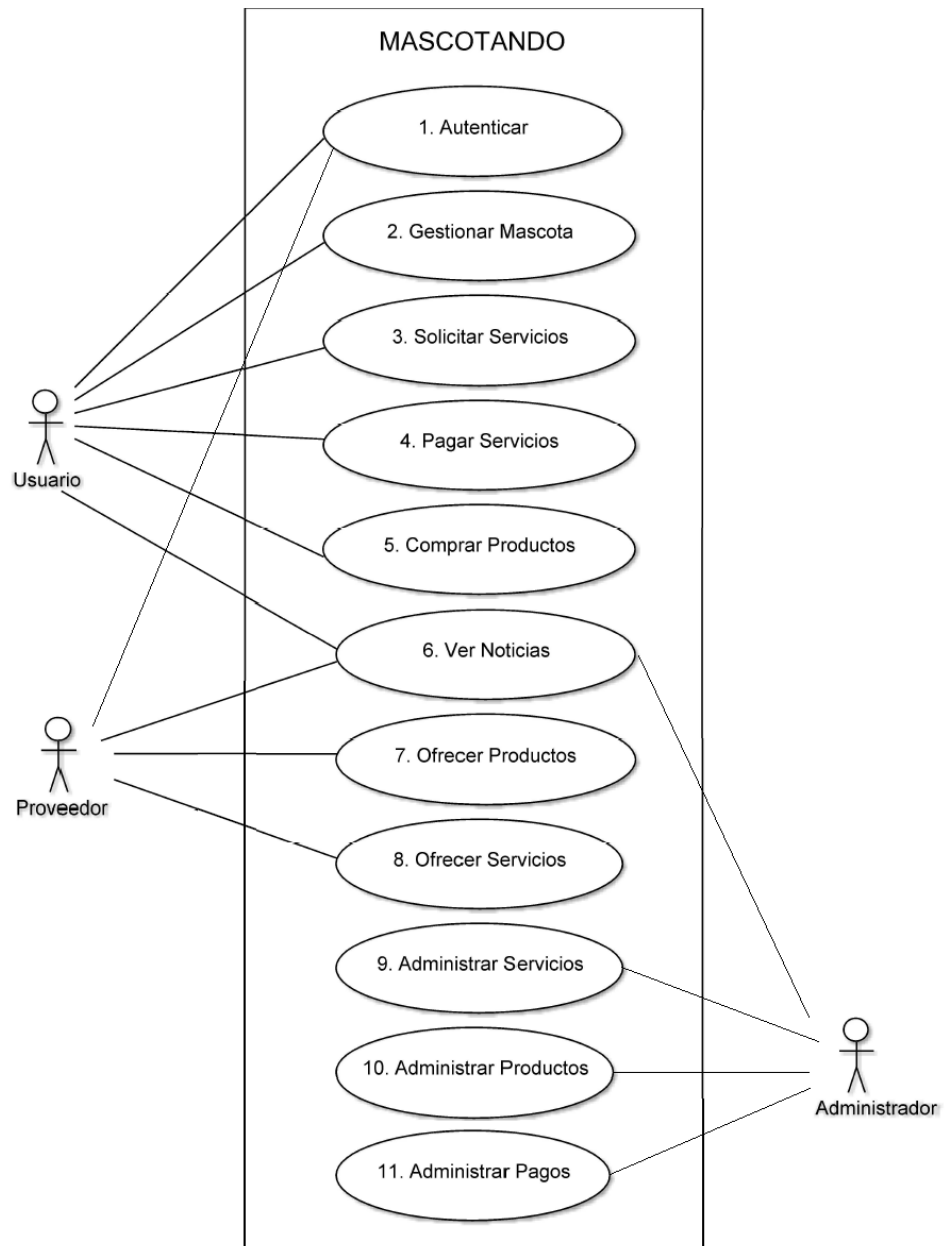 MASCOTANDO
1. Autenticar
2. Gestionar Mascota
3. Solicitar Servicios
4. Pagar Servicios
Usuario
5. Comprar Productos
6. Ver Noticias
7. Ofrecer Productos
Proveedor
8. Ofrecer Servicios
9. Administrar Servicios
10. Administrar Productos
Administrador
11. Administrar Pagos